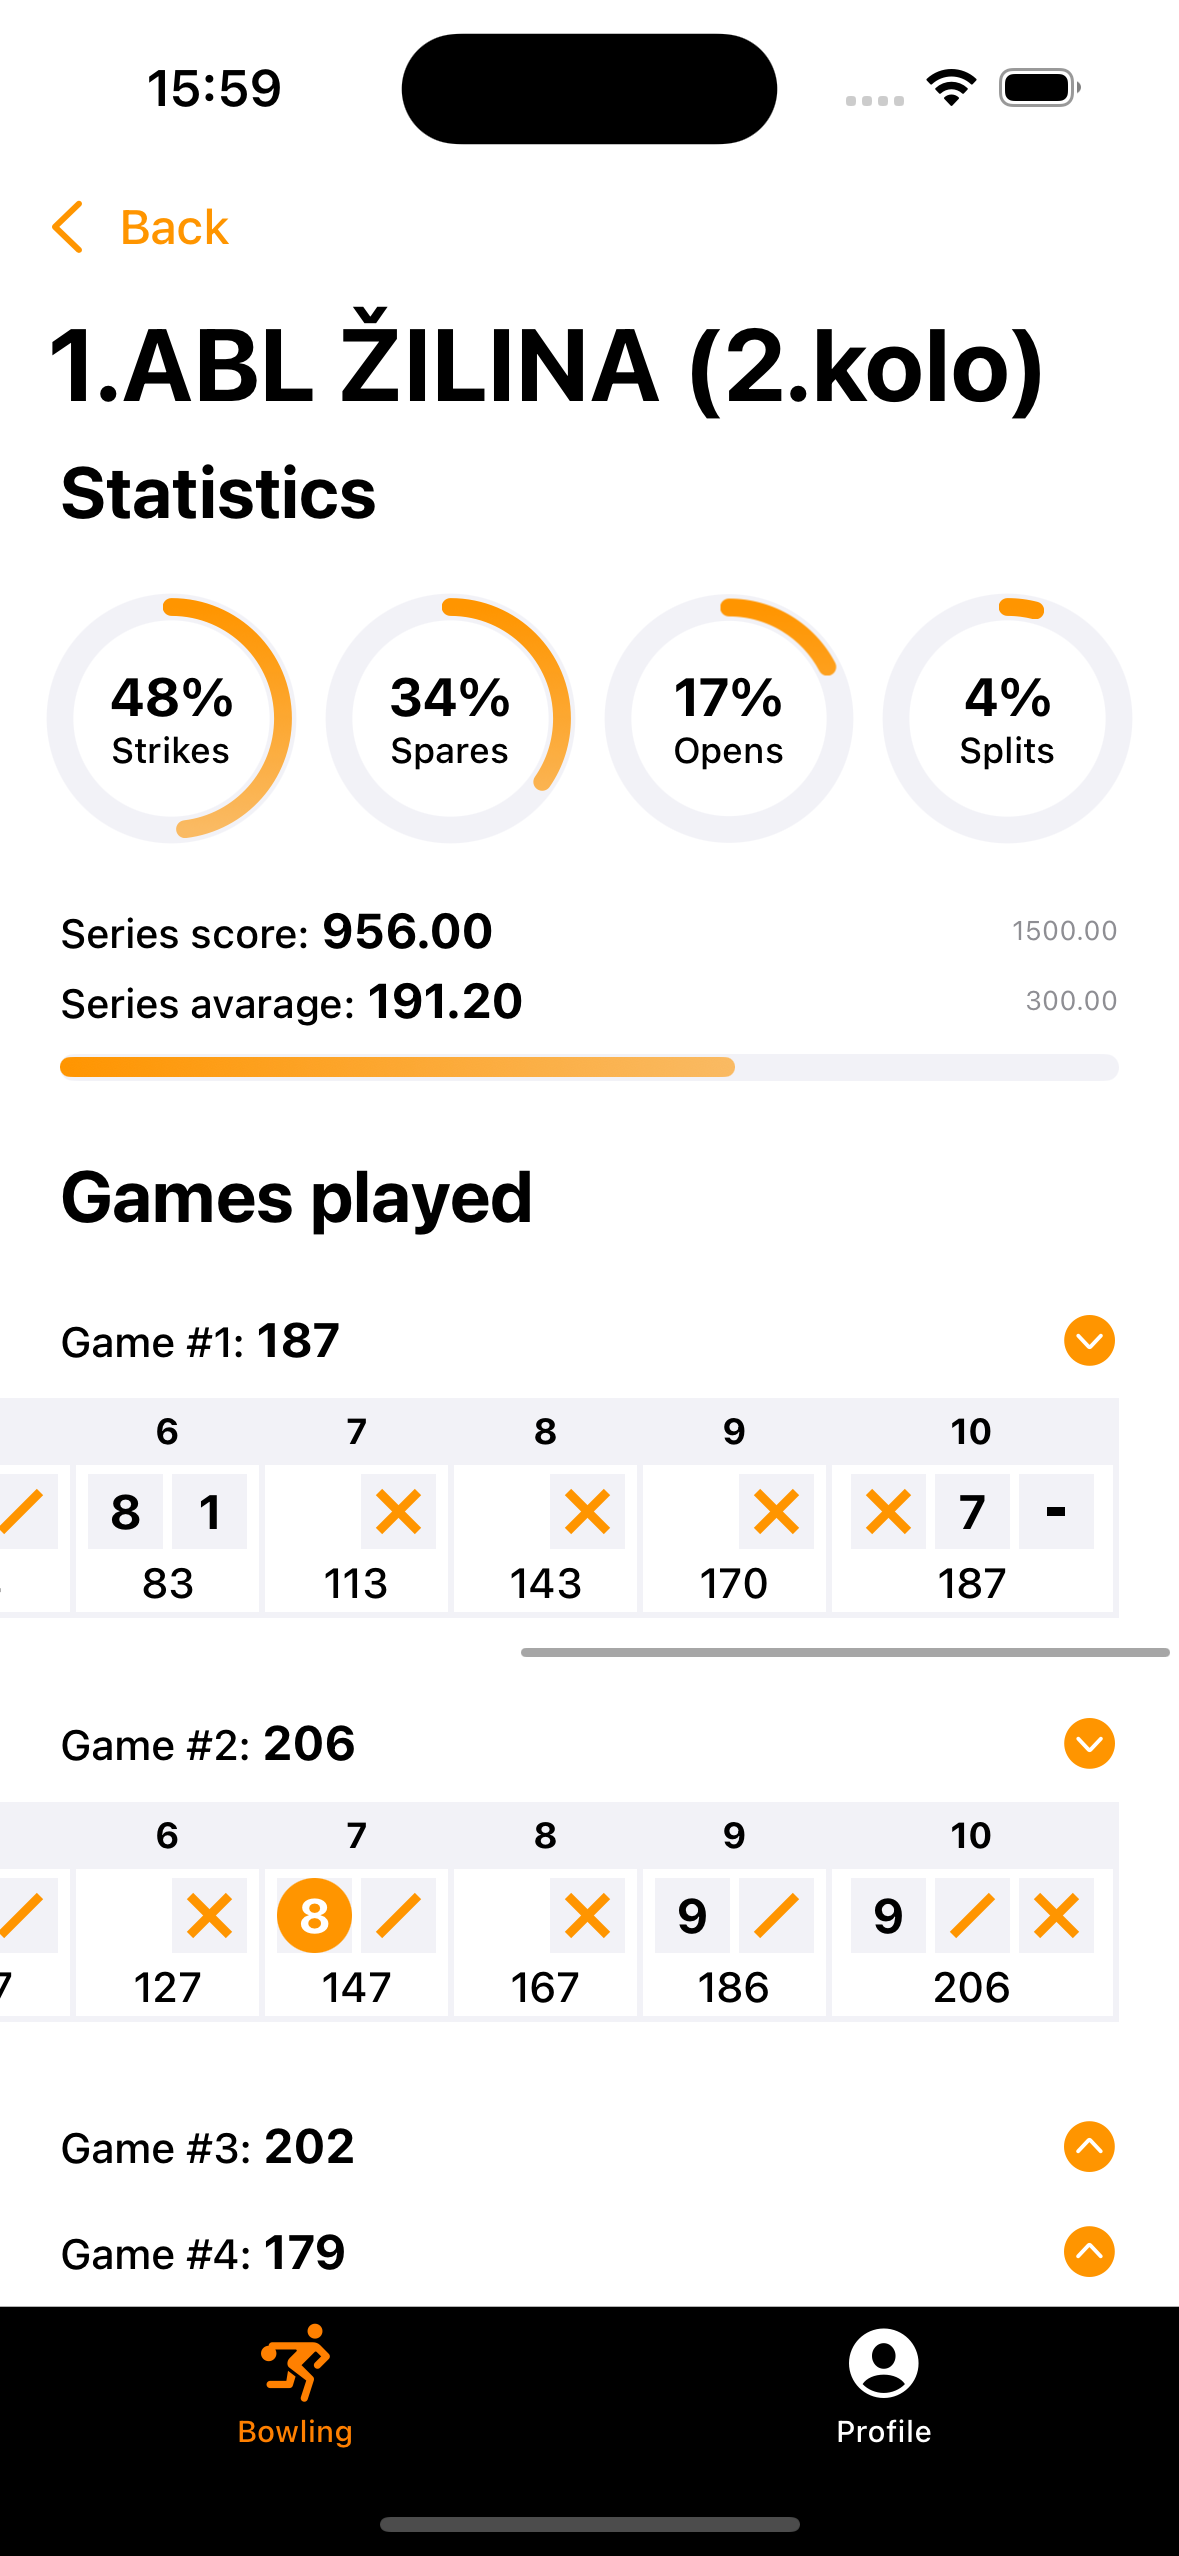 15:59
Back
1.ABL ŽILINA (2.kolo)
Statistics
48% 34% 17% 4%
Strikes Spares Opens Splits
Series score: 956.00 1500.00
Series avarage: 191.20 300.00
Games played
Game #1: 187
6 7 8 9 10
8 1 7 -
83 113 143 170 187
Game #2: 206
6 7 8 9 10
8 9 9
127 147 167 186 206
Game #3: 202
Game #4: 179
Bowling Profile